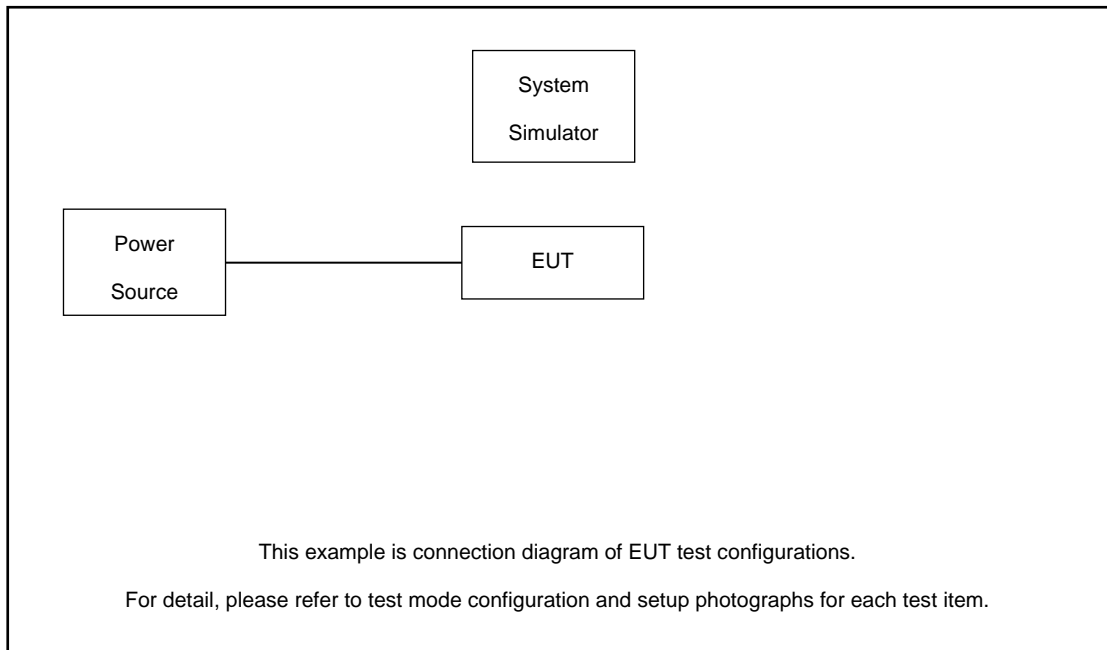 System
Simulator
Power
Source
EUT
This example is connection diagram of EUT test configurations.
For detail, please refer to test mode configuration and setup photographs for each test item.